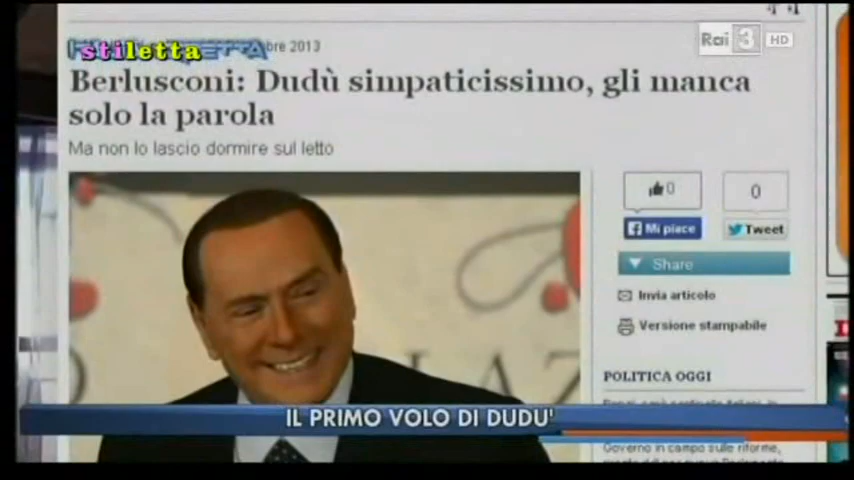 stiletta
2013
Rai 3 HD
Berlusconi: Dudù simpaticissimo, gli manca
solo la parola
Ma non lo lascio dormire sul letto
0
0
Mi piace
Tweet
Share
Invia articolo
Versione stampabile
POLITICA OGGI
IL PRIMO VOLO DI DUDU'
Governo in campo sulle riforme,